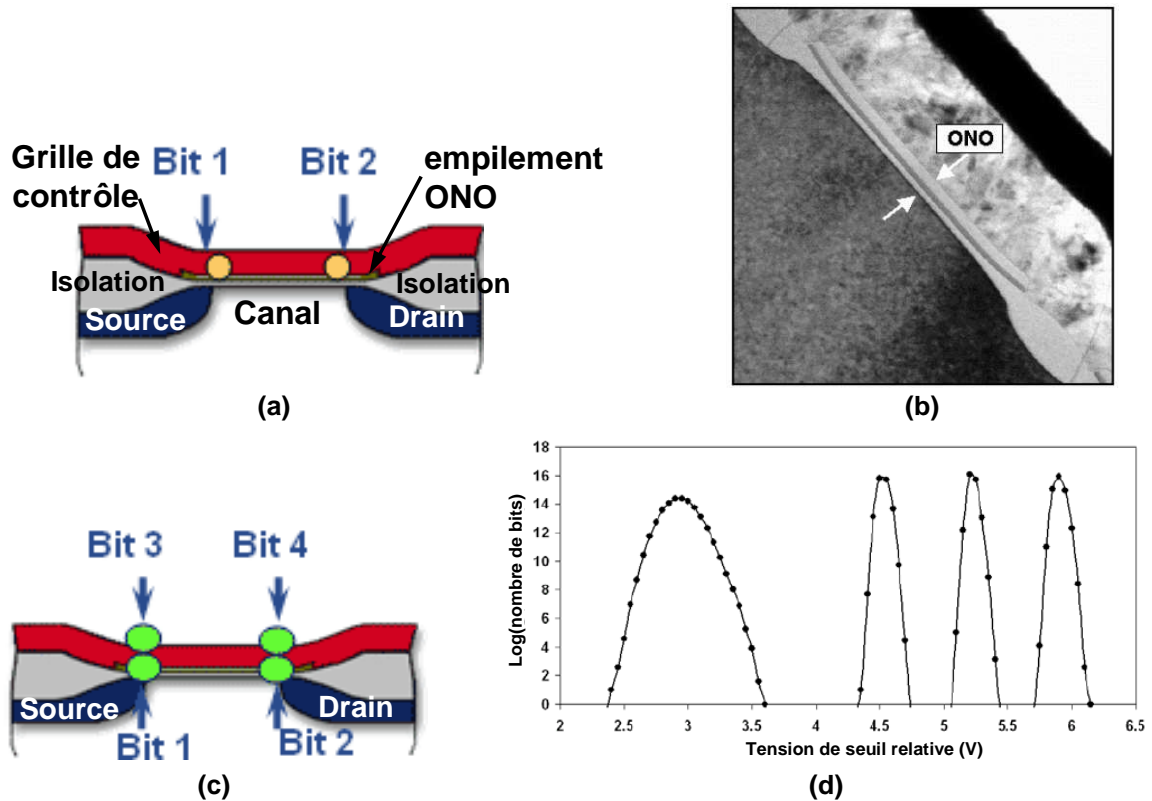 Grille de
contrôle
Bit 1
Bit 2
empilement
ONO
Isolation
Isolation
Source
Canal
Drain
(a)
ONO
(b)
Bit 3
Bit 4
Source
Drain
Bit 1
Bit 2
(c)
Log(nombre de bits)
18
16
14
12
10
8
6
4
2
0
2
2.5
3
3.5
4
4.5
5
5.5
6
6.5
Tension de seuil relative (V)
(d)